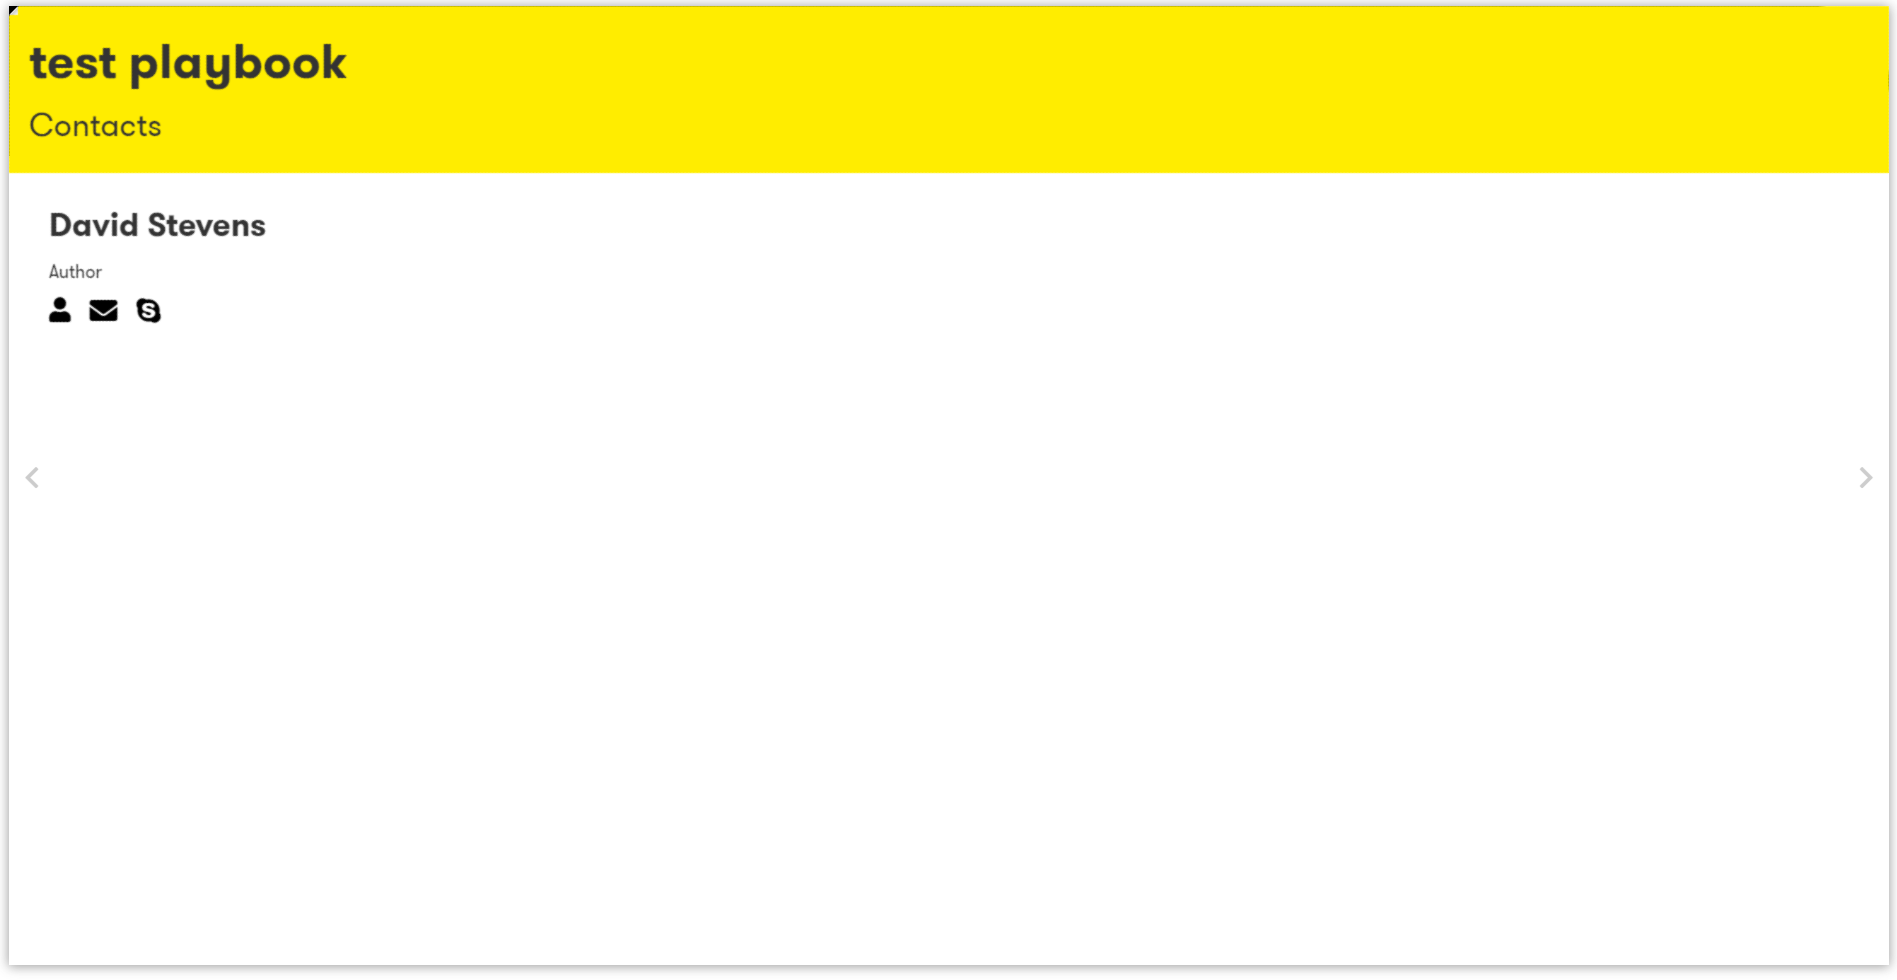 test playbook
Contacts
David Stevens
Author